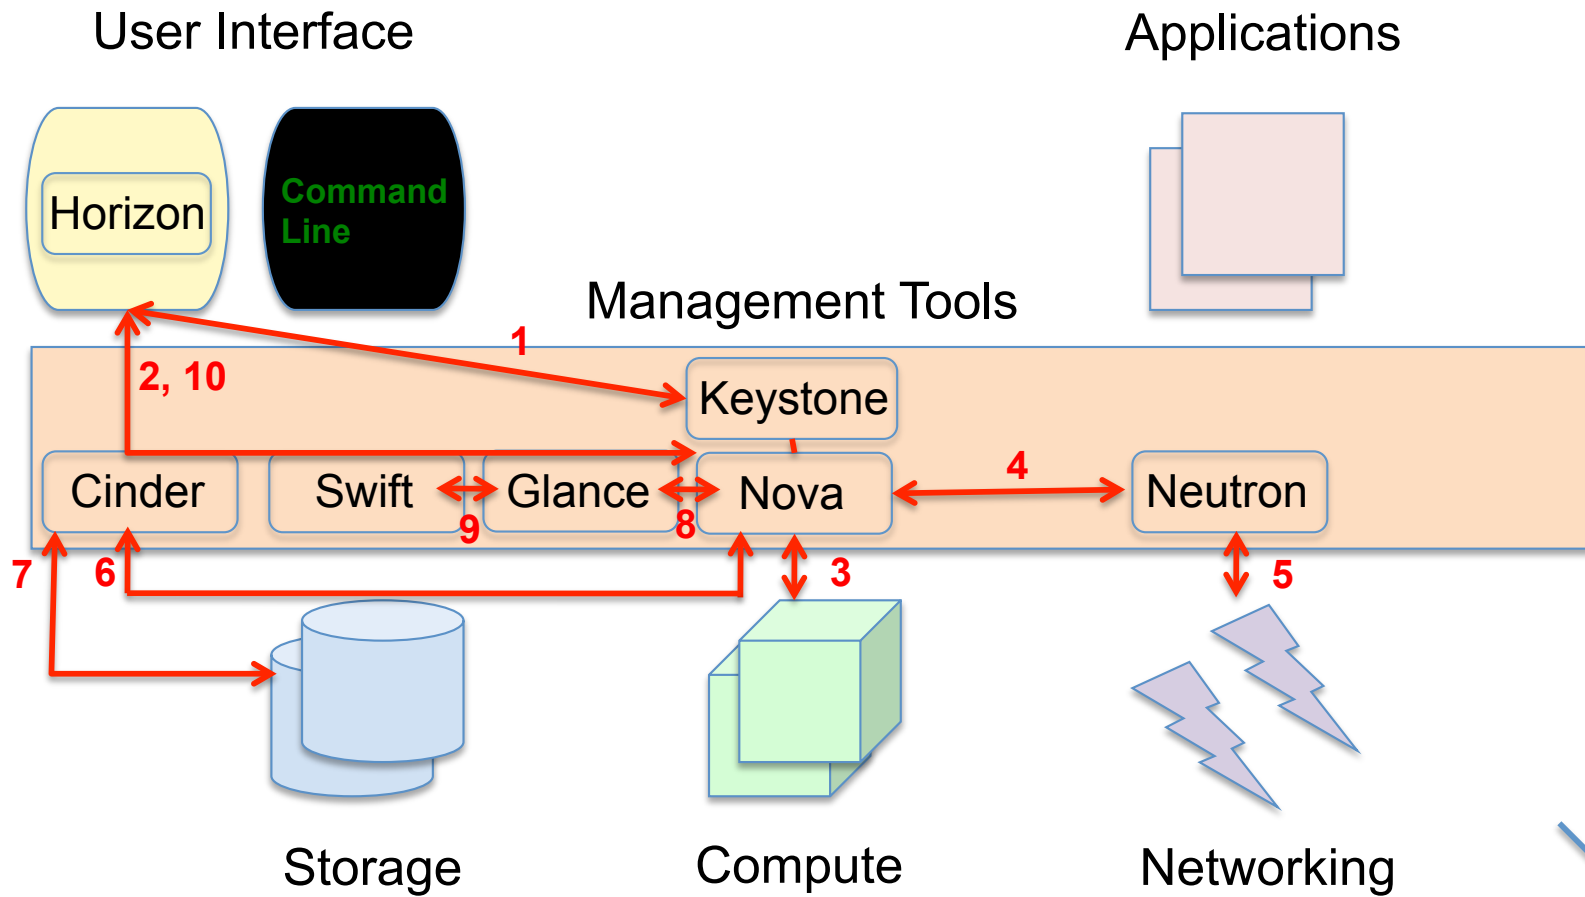 User Interface
Applications
Horizon
Command
Line
Management Tools
1
2, 10
Keystone
Cinder
Swift
Glance
Nova
4
Neutron
9
8
7
6
3
5
Storage
Compute
Networking